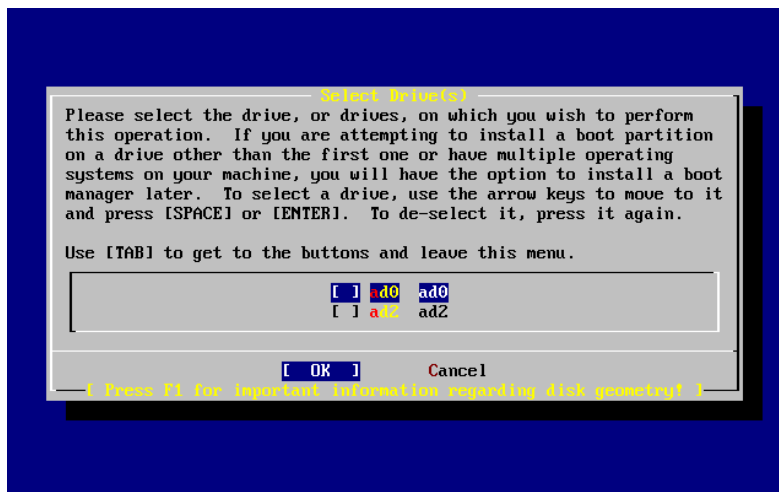 Select Drive(s)
Please select the drive, or drives, on which you wish to perform
this operation.  If you are attempting to install a boot partition
on a drive other than the first one or have multiple operating
systems on your machine, you will have the option to install a boot
manager later.  To select a drive, use the arrow keys to move to it
and press [SPACE] or [ENTER].  To de-select it, press it again.
Use [TAB] to get to the buttons and leave this menu.
[ ] ad0  ad0
[ ] ad2  ad2
[  OK  ]  Cancel
[ Press F1 for important information regarding disk geometry! ]